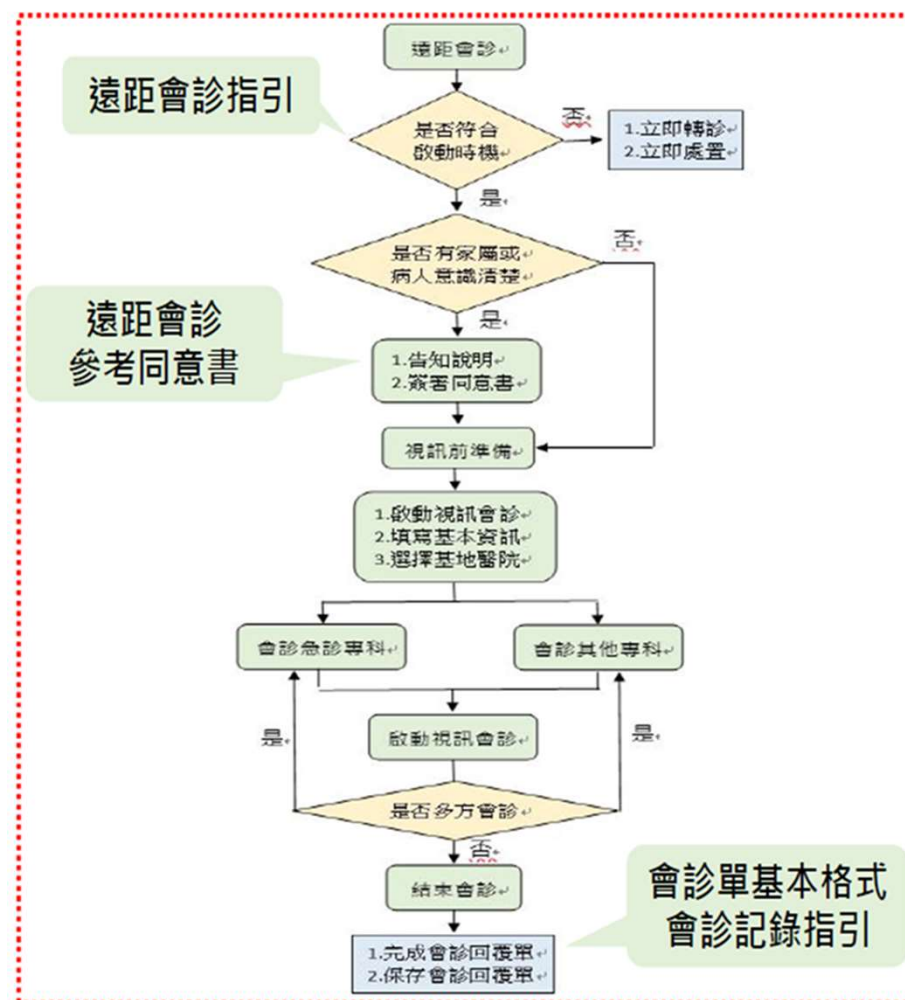 遠距會診
遠距會診指引
是否符合
啟動時機
否
1.立即轉診
2.立即處置
是
是否有家屬或
病人意識清楚
否
是
遠距會診
參考同意書
1.告知說明
2.簽署同意書
視訊前準備
1.啟動視訊會診
2.填寫基本資訊
3.選擇基地醫院
會診急診專科
會診其他專科
是
啟動視訊會診
是
是否多方會診
否
結束會診
會診單基本格式
會診記錄指引
1.完成會診回覆單
2.保存會診回覆單